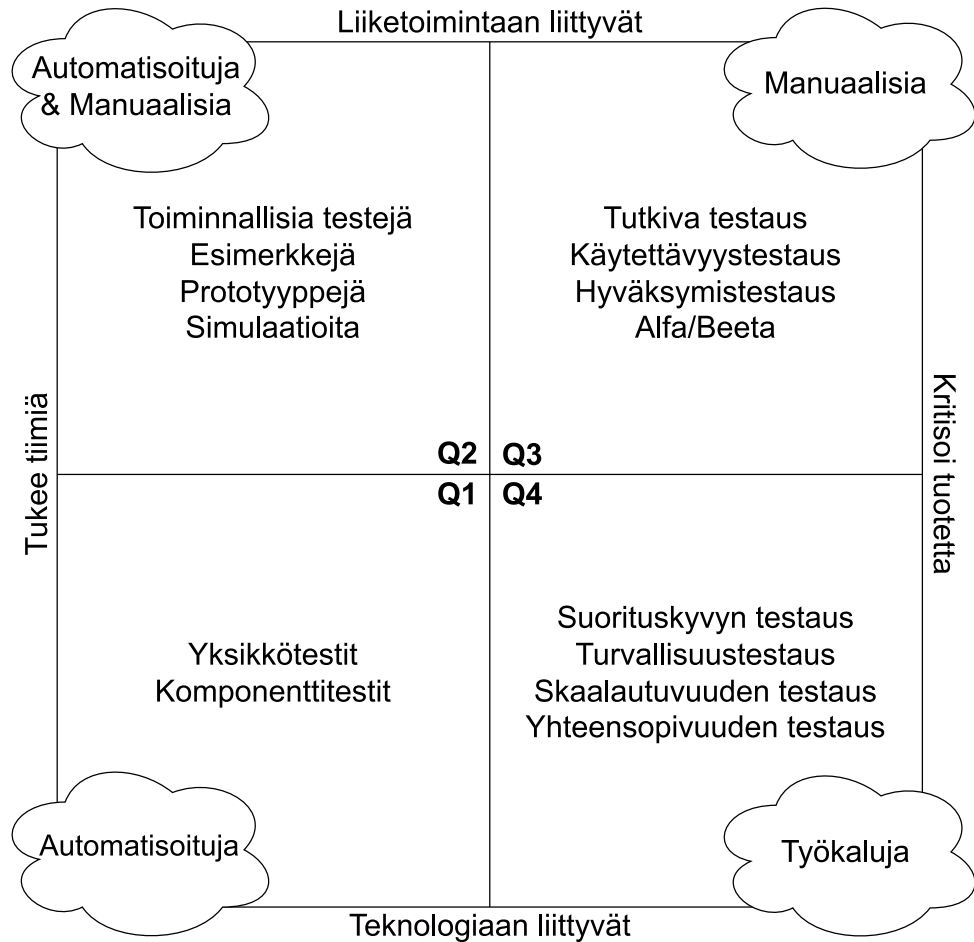 Liiketoimintaan liittyvät
Automatisoituja
& Manuaalisia
Manuaalisia
Toiminnallisia testejä
Esimerkkejä
Prototyyppejä
Simulaatioita
Tutkiva testaus
Käytettävyystestaus
Hyväksymistestaus
Alfa/Beeta
Tukee tiimiä
Kritisoi tuotetta
Q2
Q3
Q1
Q4
Yksikkötestit
Komponenttitestit
Suorituskyvyn testaus
Turvallisuustestaus
Skaalautuvuuden testaus
Yhteensopivuuden testaus
Automatisoituja
Työkaluja
Teknologiaan liittyvät